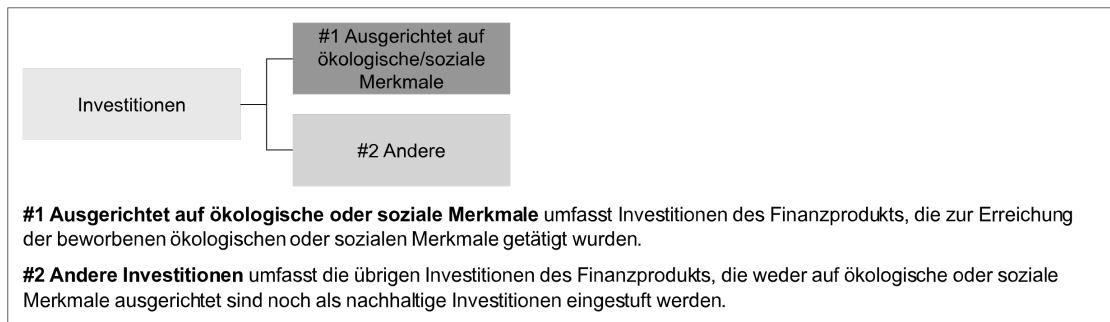 #1 Ausgerichtet auf
ökologische/soziale
Merkmale
Investitionen
#2 Andere
#1 Ausgerichtet auf ökologische oder soziale Merkmale umfasst Investitionen des Finanzprodukts, die zur Erreichung
der beworbenen ökologischen oder sozialen Merkmale getätigt wurden.
#2 Andere Investitionen umfasst die übrigen Investitionen des Finanzprodukts, die weder auf ökologische oder soziale
Merkmale ausgerichtet sind noch als nachhaltige Investitionen eingestuft werden.